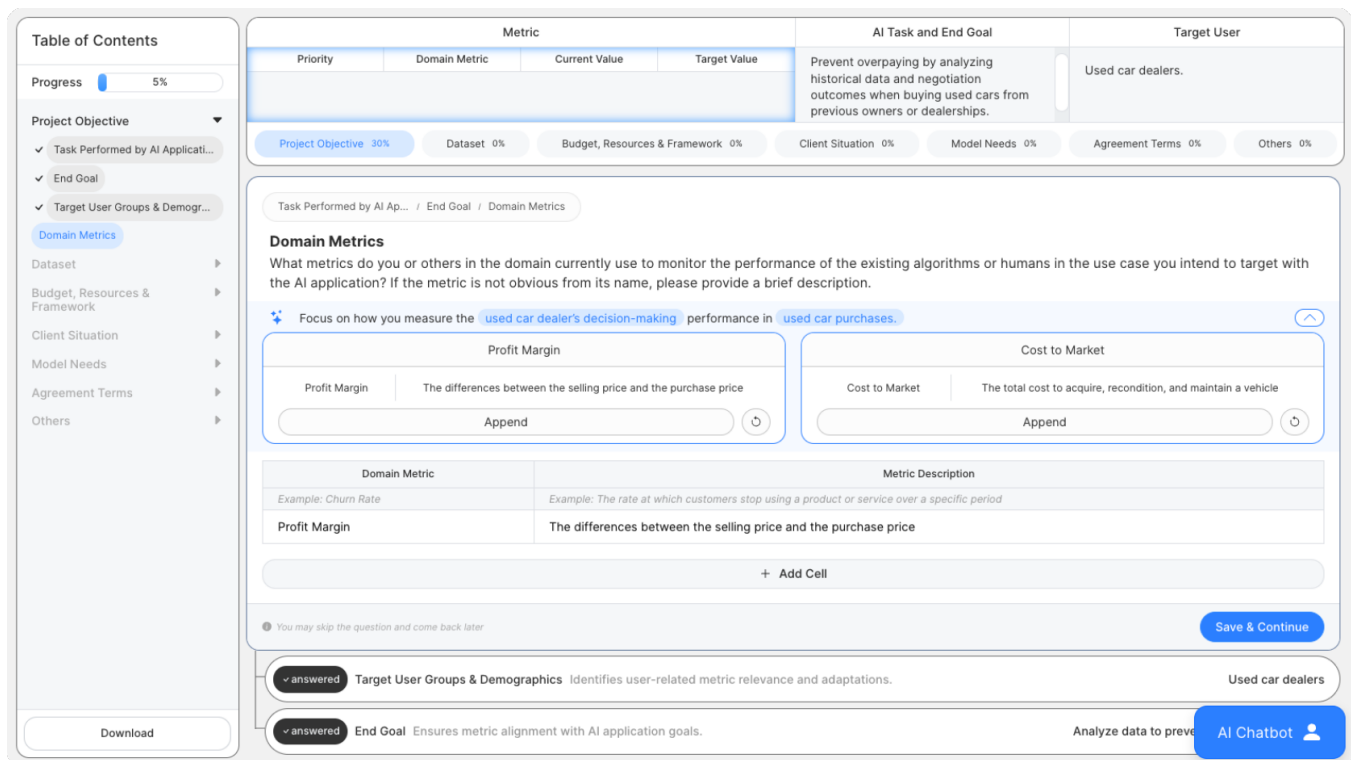 Table of Contents
Progress
5%
Project Objective
Task Performed by AI Applicati...
End Goal
Target User Groups & Demogr...
Domain Metrics
Dataset
Budget, Resources &
Framework
Client Situation
Model Needs
Agreement Terms
Others
Download
Metric
AI Task and End Goal
Target User
Priority
Domain Metric
Current Value
Target Value
Prevent overpaying by analyzing
historical data and negotiation
outcomes when buying used cars from
previous owners or dealerships.
Used car dealers.
Project Objective 30%
Dataset 0%
Budget, Resources & Framework 0%
Client Situation 0%
Model Needs 0%
Agreement Terms 0%
Others 0%
Task Performed by AI Ap... / End Goal / Domain Metrics
Domain Metrics
What metrics do you or others in the domain currently use to monitor the performance of the existing algorithms or humans in the use case you intend to target with
the AI application? If the metric is not obvious from its name, please provide a brief description.
Focus on how you measure the used car dealer's decision-making performance in used car purchases.
Profit Margin
Profit Margin
The differences between the selling price and the purchase price
Append
Cost to Market
Cost to Market
The total cost to acquire, recondition, and maintain a vehicle
Append
Domain Metric
Metric Description
Example: Churn Rate
Example: The rate at which customers stop using a product or service over a specific period
Profit Margin
The differences between the selling price and the purchase price
+ Add Cell
You may skip the question and come back later
Save & Continue
✓ answered
Target User Groups & Demographics
Identifies user-related metric relevance and adaptations.
Used car dealers
✓ answered
End Goal
Ensures metric alignment with AI application goals.
Analyze data to preve
AI Chatbot